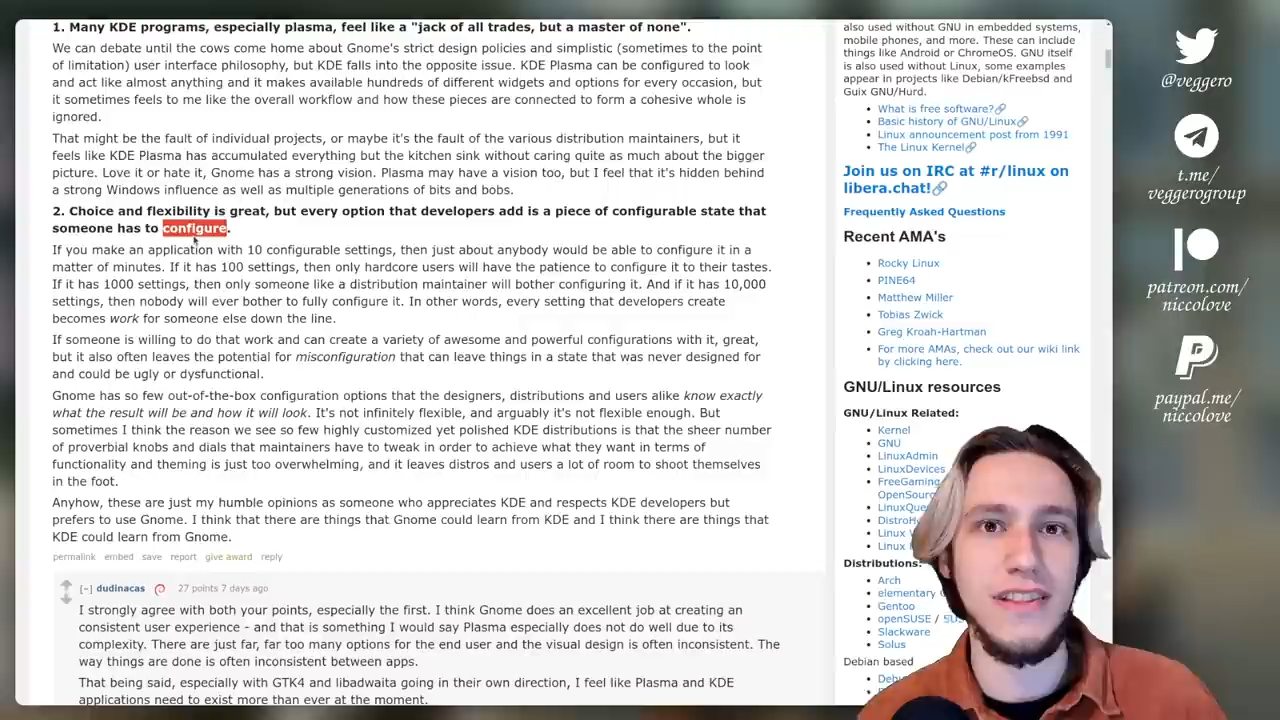 1. Many KDE programs, especially plasma, feel like a "jack of all trades, but a master of none".
We can debate until the cows come home about Gnome's strict design policies and simplistic (sometimes to the point
of limitation) user interface philosophy, but KDE falls into the opposite issue. KDE Plasma can be configured to look
and act like almost anything and it makes available hundreds of different widgets and options for every occasion, but
it sometimes feels to me like the overall workflow and how these pieces are connected to form a cohesive whole is
ignored.
That might be the fault of individual projects, or maybe it's the fault of the various distribution maintainers, but it
feels like KDE Plasma has accumulated everything but the kitchen sink without caring quite as much about the bigger
picture. Love it or hate it, Gnome has a strong vision. Plasma may have a vision too, but I feel that it's hidden behind
a strong Windows influence as well as multiple generations of bits and bobs.
2. Choice and flexibility is great, but every option that developers add is a piece of configurable state that
someone has to configure.
If you make an application with 10 configurable settings, then just about anybody would be able to configure it in a
matter of minutes. If it has 100 settings, then only hardcore users will have the patience to configure it to their tastes.
If it has 1000 settings, then only someone like a distribution maintainer will bother configuring it. And if it has 10,000
settings, then nobody will ever bother to fully configure it. In other words, every setting that developers create
becomes work for someone else down the line.
If someone is willing to do that work and can create a variety of awesome and powerful configurations with it, great,
but it also often leaves the potential for misconfiguration that can leave things in a state that was never designed for
and could be ugly or dysfunctional.
Gnome has so few out-of-the-box configuration options that the designers, distributions and users alike know exactly
what the result will be and how it will look. It's not infinitely flexible, and arguably it's not flexible enough. But
sometimes I think the reason we see so few highly customized yet polished KDE distributions is that the sheer number
of proverbial knobs and dials that maintainers have to tweak in order to achieve what they want in terms of
functionality and theming is just too overwhelming, and it leaves distros and users a lot of room to shoot themselves
in the foot.
Anyhow, these are just my humble opinions as someone who appreciates KDE and respects KDE developers but
prefers to use Gnome. I think that there are things that Gnome could learn from KDE and I think there are things that
KDE could learn from Gnome.
permalink embed save report give award reply
[-] dudinacas 27 points 7 days ago
I strongly agree with both your points, especially the first. I think Gnome does an excellent job at creating an
consistent user experience - and that is something I would say Plasma especially does not do well due to its
complexity. There are just far, far too many options for the end user and the visual design is often inconsistent. The
way things are done is often inconsistent between apps.
That being said, especially with GTK4 and libadwaita going in their own direction, I feel like Plasma and KDE
applications need to exist more than ever at the moment.
also used without GNU in embedded systems,
mobile phones, and more. These can include
things like Android or ChromeOS. GNU itself
is also used without Linux, some examples
appear in projects like Debian/kFreebsd and
Guix GNU/Hurd.
• What is free software?
• Basic history of GNU/Linux
• Linux announcement post from 1991
• The Linux Kernel
Join us on IRC at #r/linux on
libera.chat!
Frequently Asked Questions
Recent AMA's
• Rocky Linux
• PINE64
• Matthew Miller
• Tobias Zwick
• Greg Kroah-Hartman
• For more AMAs, check out our wiki link
by clicking here.
GNU/Linux resources
GNU/Linux Related:
• Kernel
• GNU
• LinuxAdmin
• LinuxDevices
• FreeGaming
OpenSour
• LinuxQue
• DistroH
• Linux
• Linux
Distributions:
• Arch
• elementary
• Gentoo
• openSUSE /
• Slackware
• Solus
Debian based
@veggero
t.me/
veggerogroup
patreon.com/
niccolove
paypal.me/
niccolove